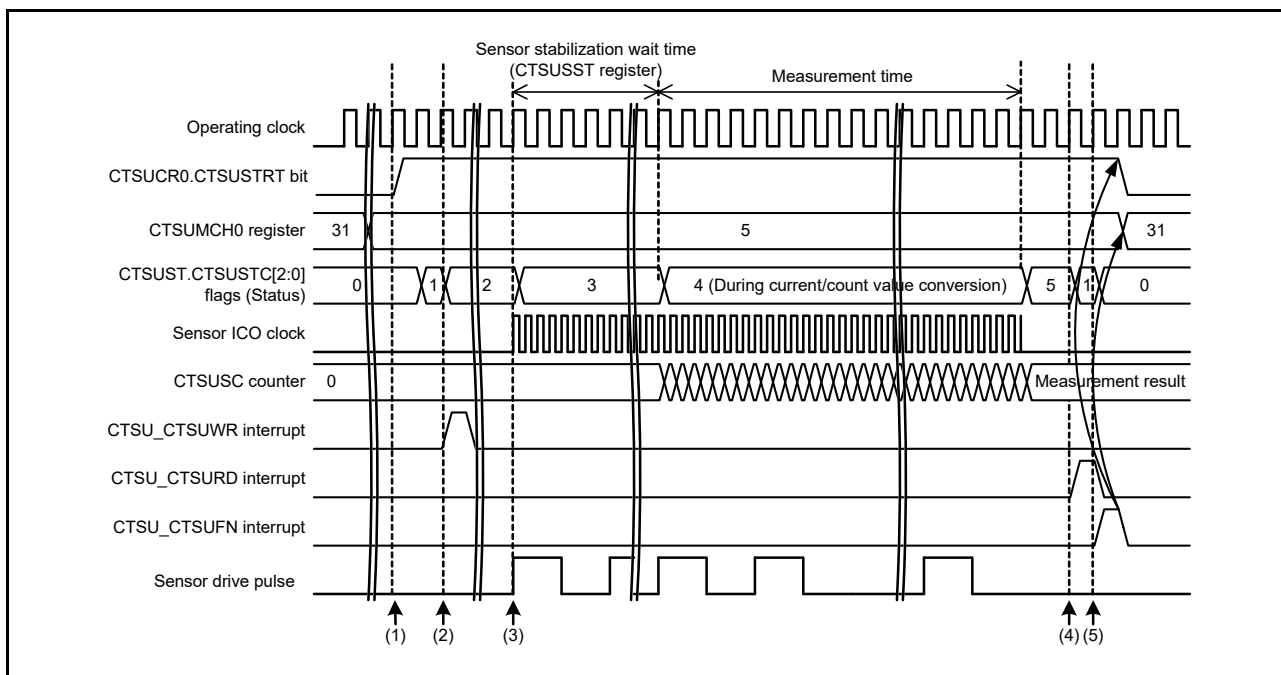 Sensor stabilization wait time
(CTSUSST register)
Measurement time
Operating clock
CTSUCR0.CTSUSTRT bit
CTSUMCH0 register
31
5
31
CTSUST.CTSUSTC[2:0]
flags (Status)
0
1
2
3
4 (During current/count value conversion)
5
1
0
Sensor ICO clock
CTSUSC counter
0
Measurement result
CTSU_CTSUWR interrupt
CTSU_CTSURD interrupt
CTSU_CTSUFN interrupt
Sensor drive pulse
(1)
(2)
(3)
(4)
(5)